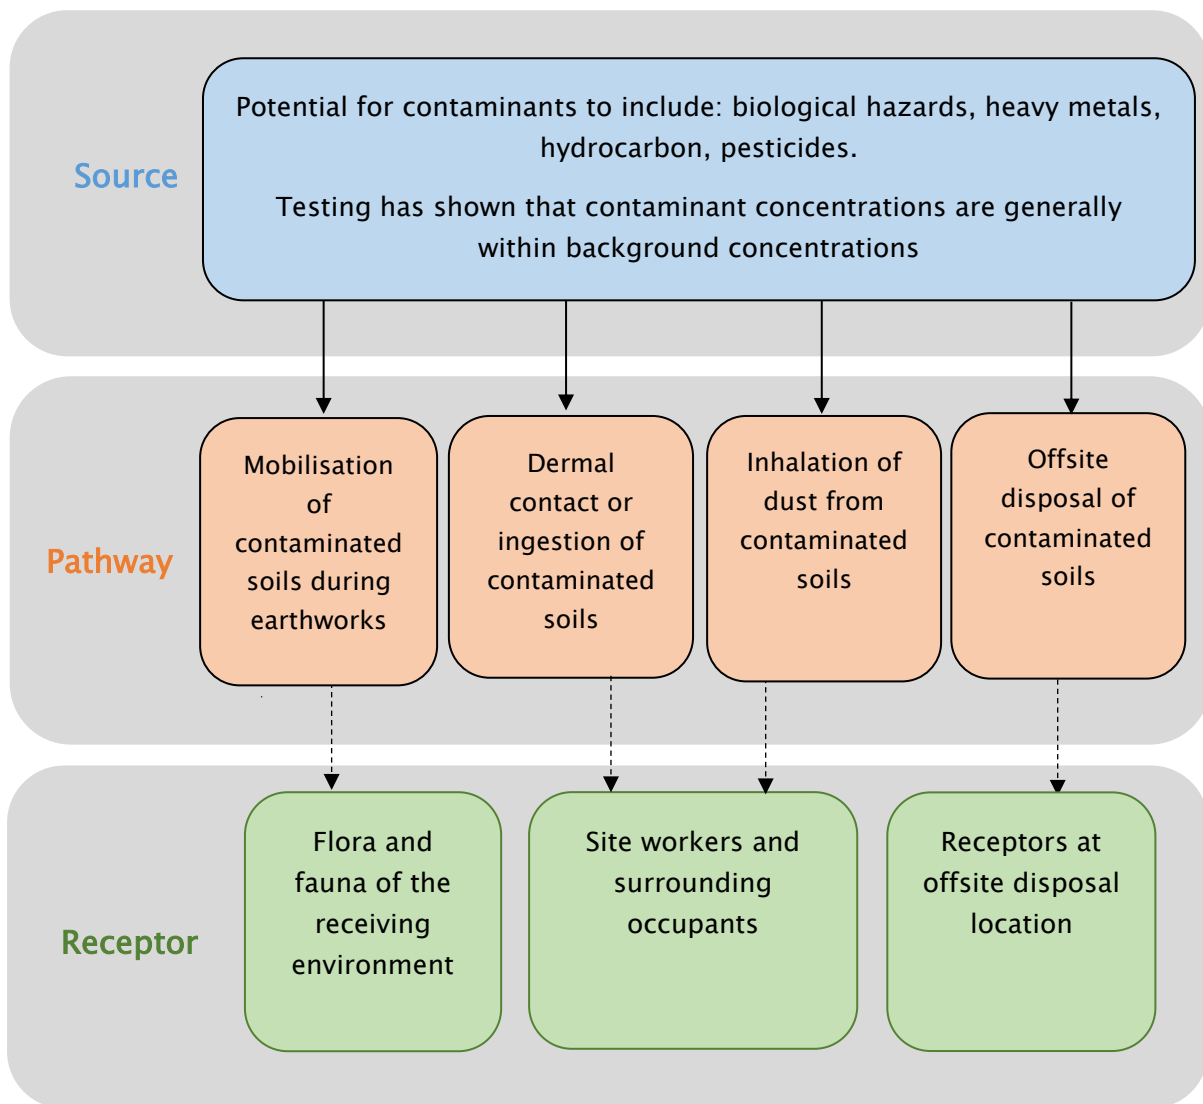 Source
Potential for contaminants to include: biological hazards, heavy metals,
hydrocarbon, pesticides.
Testing has shown that contaminant concentrations are generally
within background concentrations
Pathway
Mobilisation
of
contaminated
soils during
earthworks
Dermal
contact or
ingestion of
contaminated
soils
Inhalation of
dust from
contaminated
soils
Offsite
disposal of
contaminated
soils
Receptor
Flora and
fauna of the
receiving
environment
Site workers and
surrounding
occupants
Receptors at
offsite disposal
location